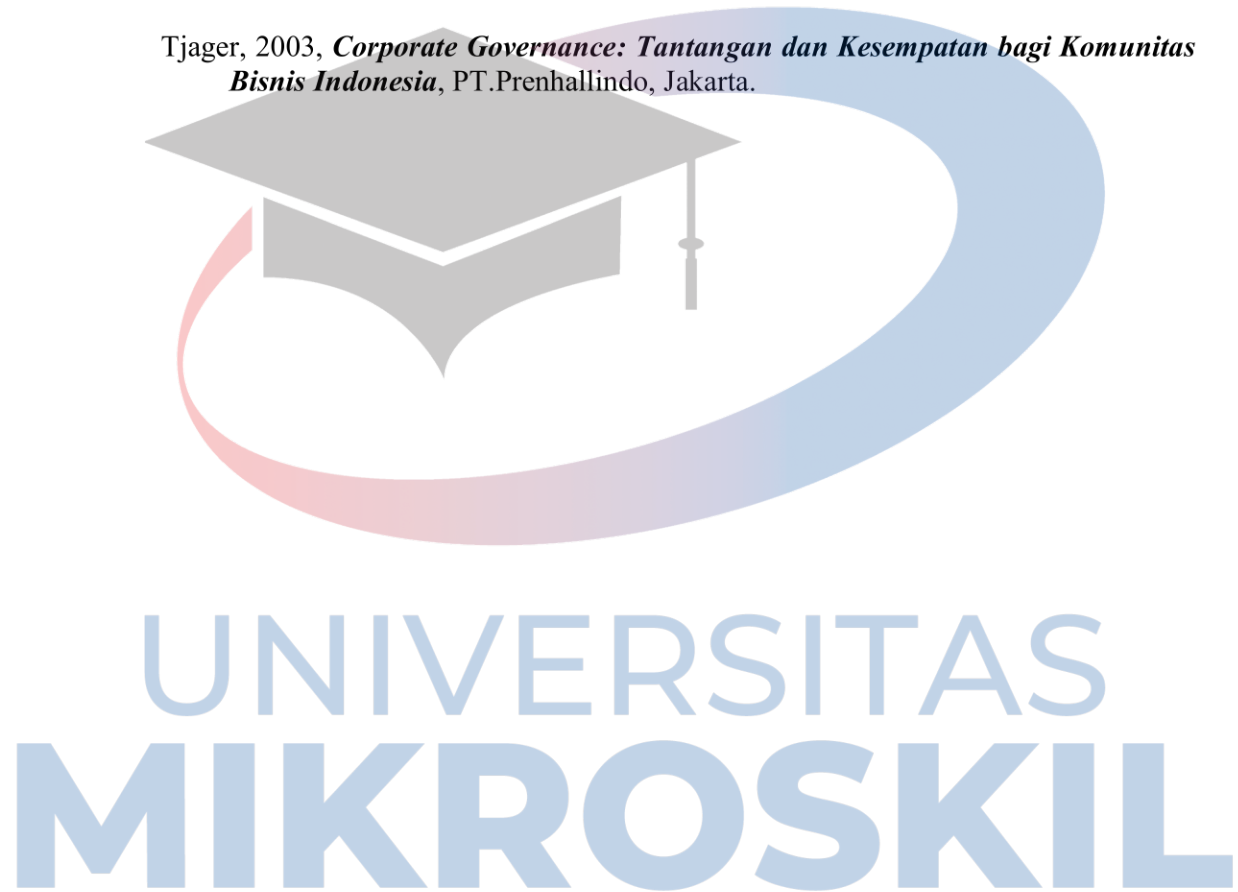 Tjager, 2003, Corporate Governance: Tantangan dan Kesempatan bagi Komunitas
Bisnis Indonesia, PT.Prenhallindo, Jakarta.
UNIVERSITAS
MIKROSKIL